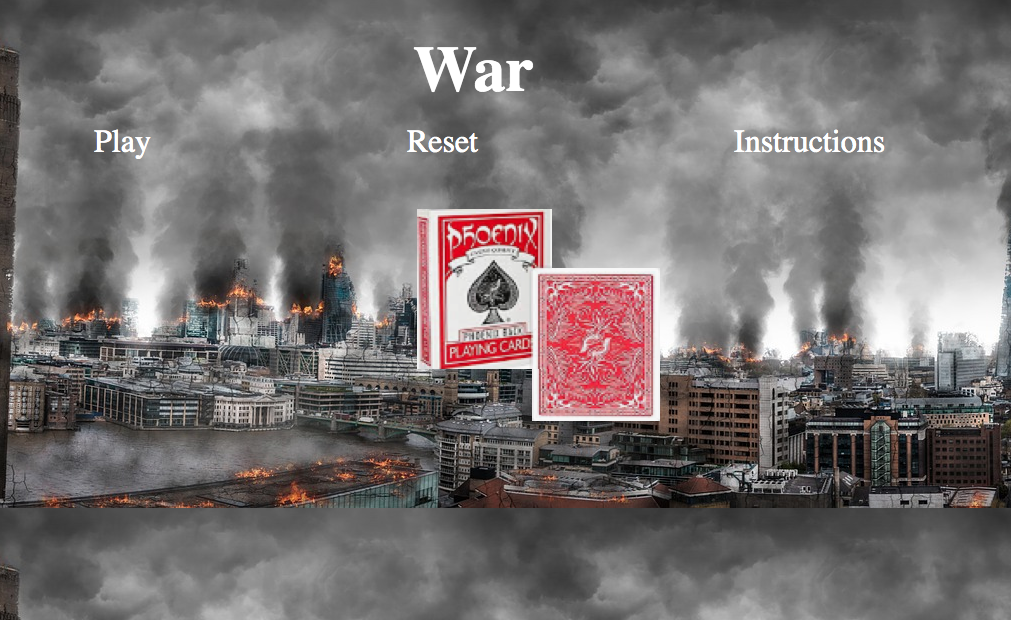 War
Play
Reset
Instructions
PHOENIX
PLAYING CARDS